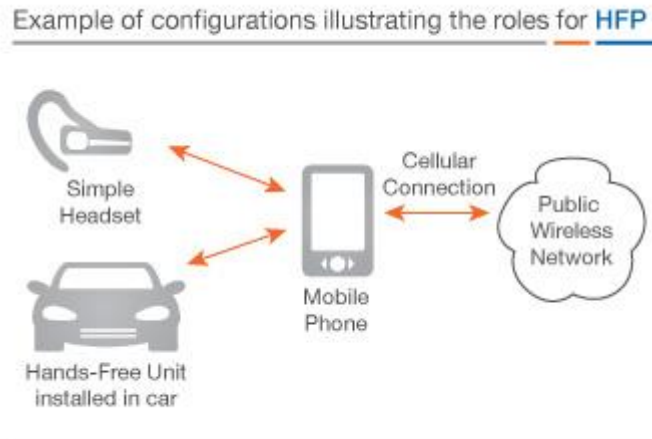 Example of configurations illustrating the roles for HFP
Simple
Headset
Cellular
Connection
Public
Wireless
Network
Mobile
Phone
Hands-Free Unit
installed in car